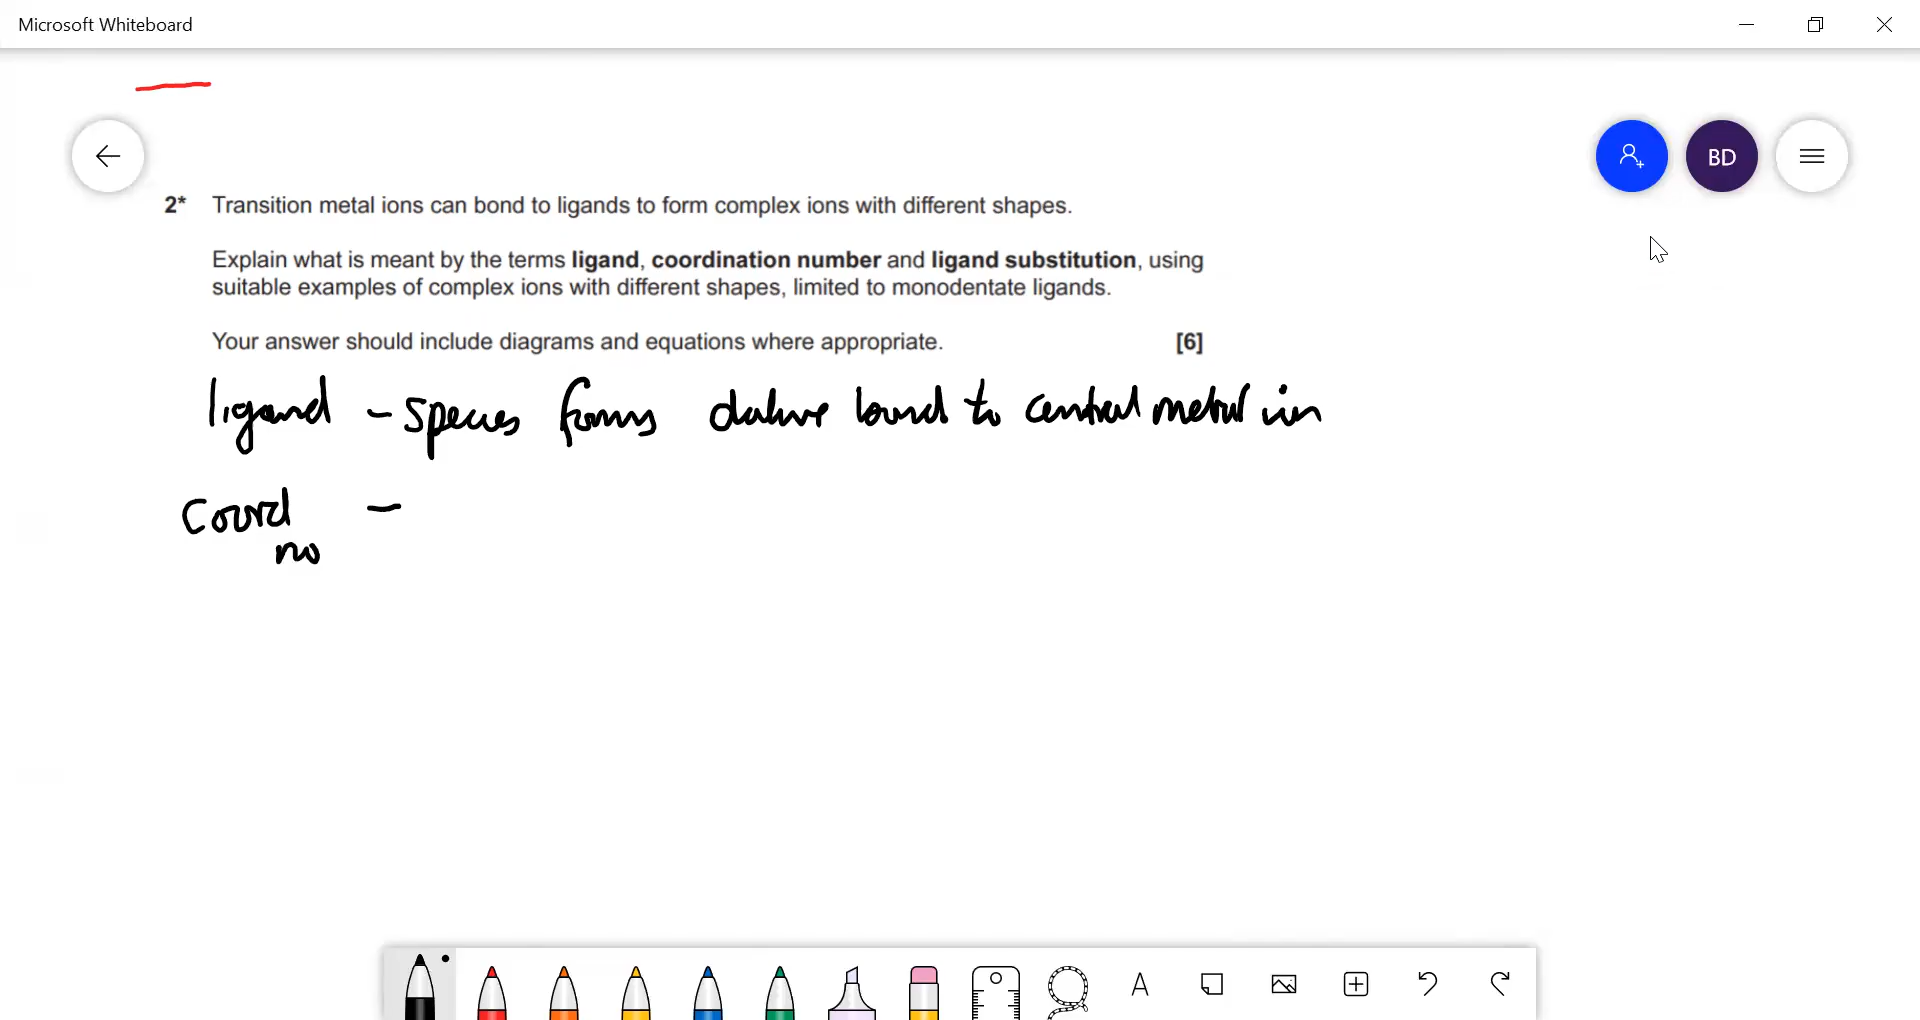 Microsoft Whiteboard
BD
2* Transition metal ions can bond to ligands to form complex ions with different shapes.
Explain what is meant by the terms ligand, coordination number and ligand substitution, using
suitable examples of complex ions with different shapes, limited to monodentate ligands.
Your answer should include diagrams and equations where appropriate. [6]
ligand - species forms dative bond to central metal ion
Coord -
no
A